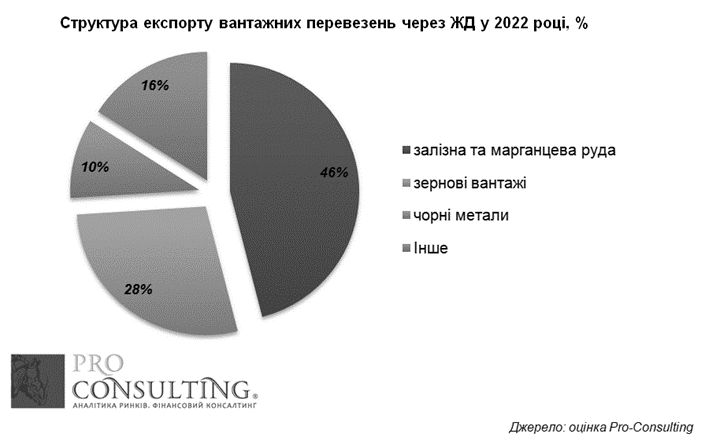 Структура експорту вантажних перевезень через ЖД у 2022 році, %
16%
10%
46%
28%
залізна та марганцева руда
зернові вантажі
чорні метали
Інше
PRO
CONSULTING®
АНАЛІТИКА РИНКІВ. ФІНАНСОВИЙ КОНСАЛТИНГ
Джерело: оцінка Pro-Consulting